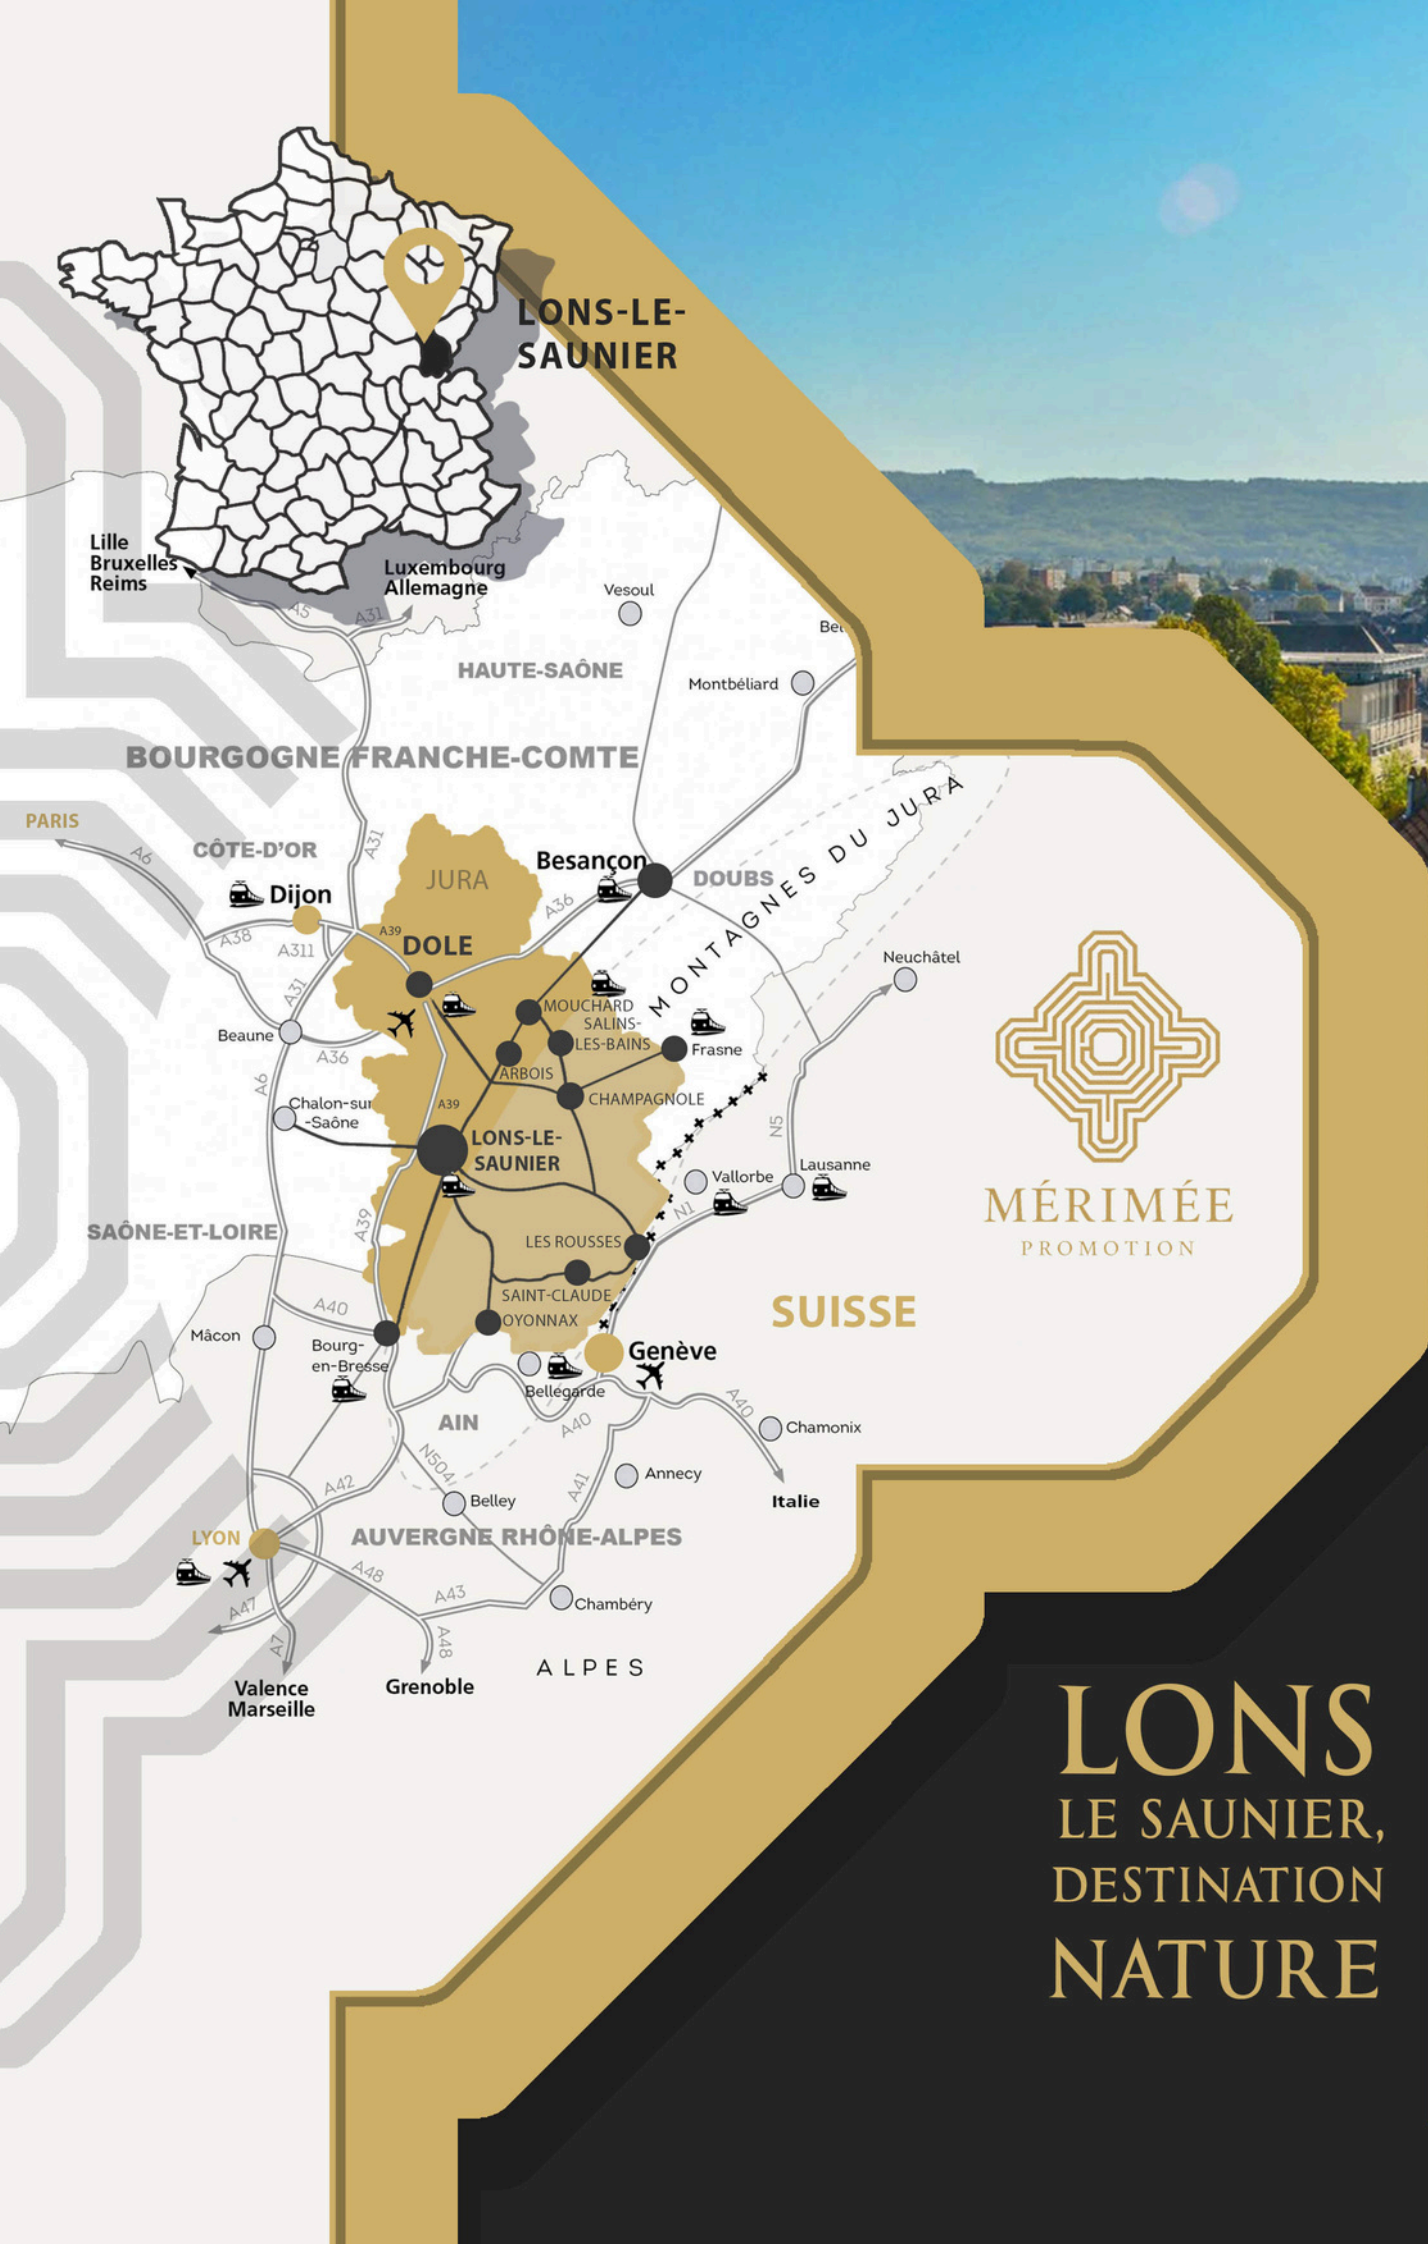 LONS-LE-
SAUNIER
Lille
Bruxelles
Reims
Luxembourg
Allemagne
A5
A31
Vesoul
HAUTE-SAÔNE
Montbéliard
BOURGOGNE FRANCHE-COMTE
PARIS
A6
CÔTE-D'OR
A31
JURA
Besançon
DOUBS
MONTAGNES DU JURA
Dijon
A36
A38
A311
A39
DOLE
Neuchâtel
A31
MOUCHARD
SALINS-
LES-BAINS
Beaune
A36
Frasne
ARBOIS
A6
CHAMPAGNOLE
Chalon-sur
-Saône
A39
N5
LONS-LE-
SAUNIER
Vallorbe
Lausanne
MÉRIMÉE
PROMOTION
N1
SAÔNE-ET-LOIRE
A39
LES ROUSSES
SAINT-CLAUDE
A40
SUISSE
OYONNAX
Mâcon
Bourg-
en-Bresse
Genève
Bellegarde
A40
AIN
A40
Chamonix
N504
A42
A41
Annecy
Belley
Italie
LYON
AUVERGNE RHÔNE-ALPES
A48
A43
Chambéry
A47
A7
A48
ALPES
Valence
Marseille
Grenoble
LONS
LE SAUNIER,
DESTINATION
NATURE